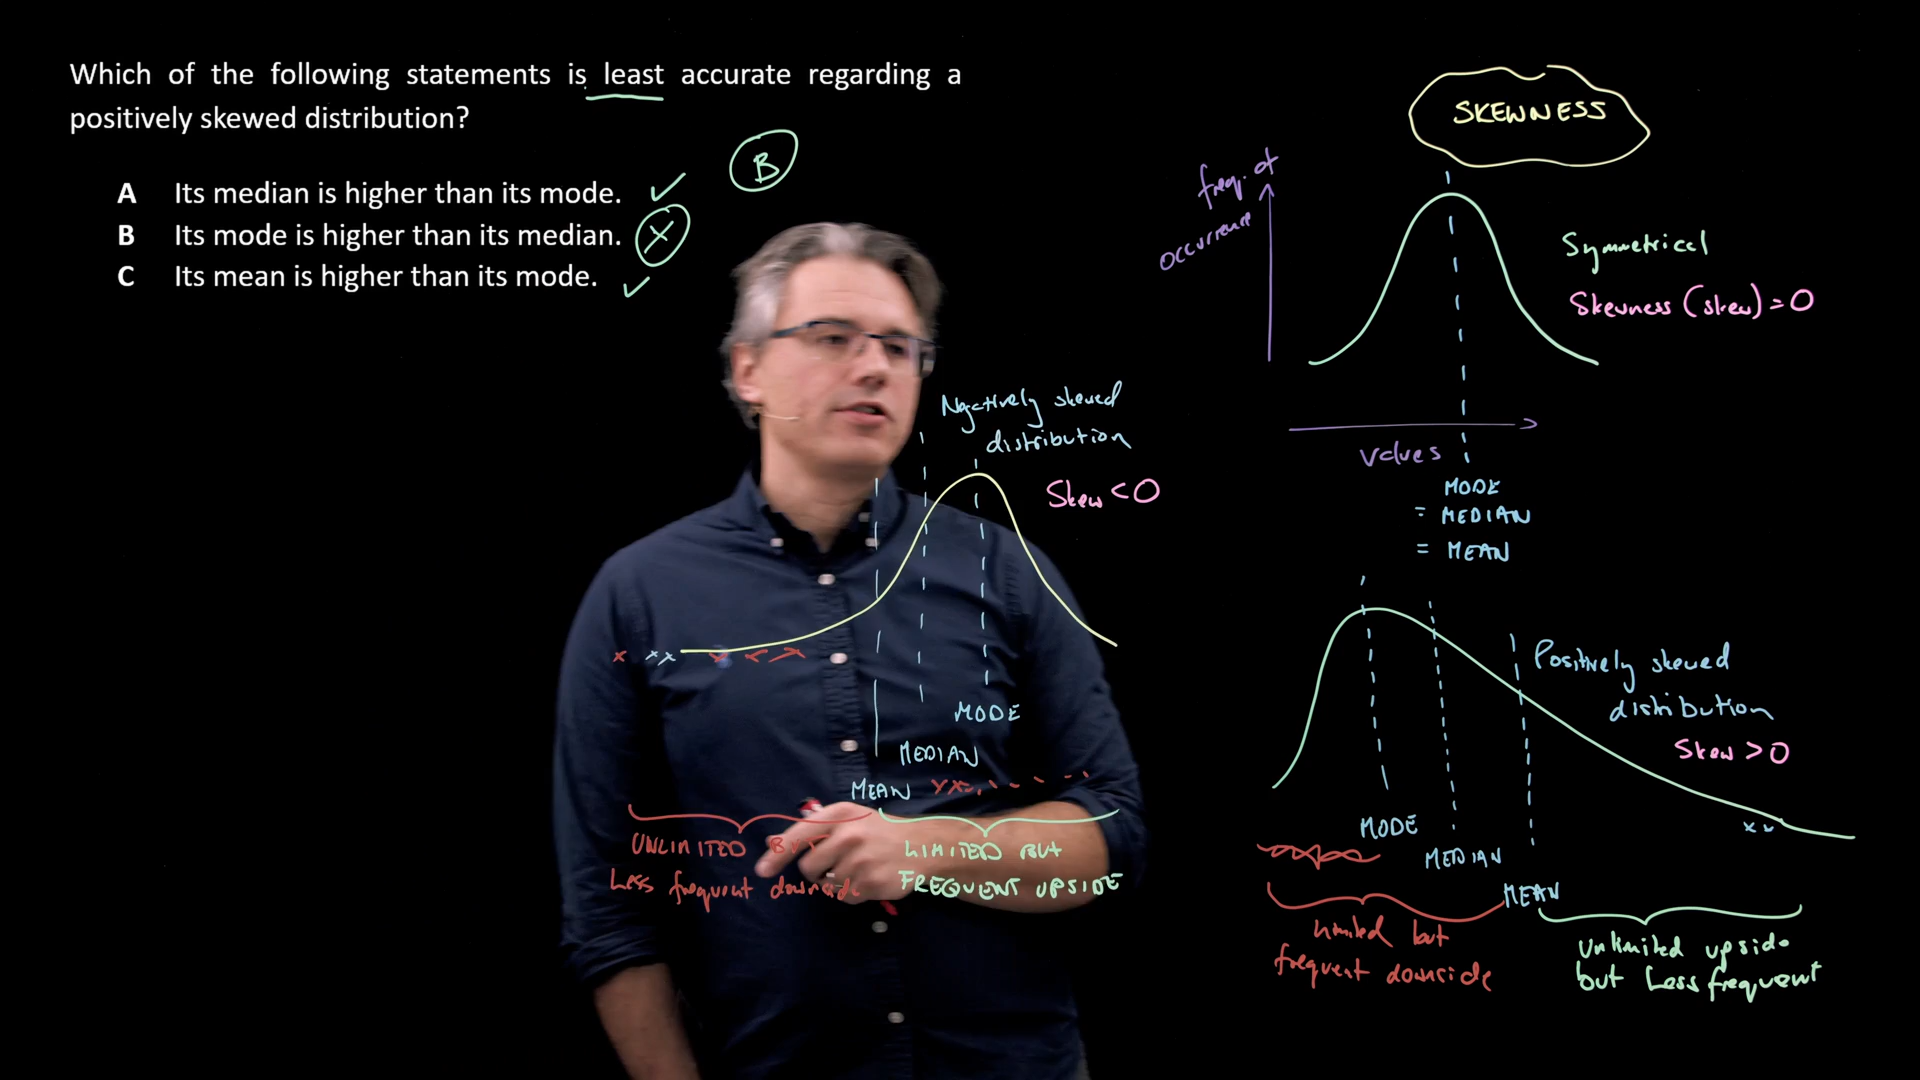 Which of the following statements is least accurate regarding a
positively skewed distribution?
A Its median is higher than its mode.
B Its mode is higher than its median.
C Its mean is higher than its mode.
B
SKEWNESS
freq. of
occurrence
Symmetrical
Skewness (skew) = 0
values
MODE
= MEDIAN
= MEAN
Negatively skewed
distribution
Skew < 0
MODE
MEDIAN
MEAN
UNLIMITED BUT
Less frequent downside
LIMITED BUT
FREQUENT UPSIDE
Positively skewed
distribution
Skew > 0
MODE
MEDIAN
MEAN
limited but
frequent downside
Unlimited upside
but Less frequent